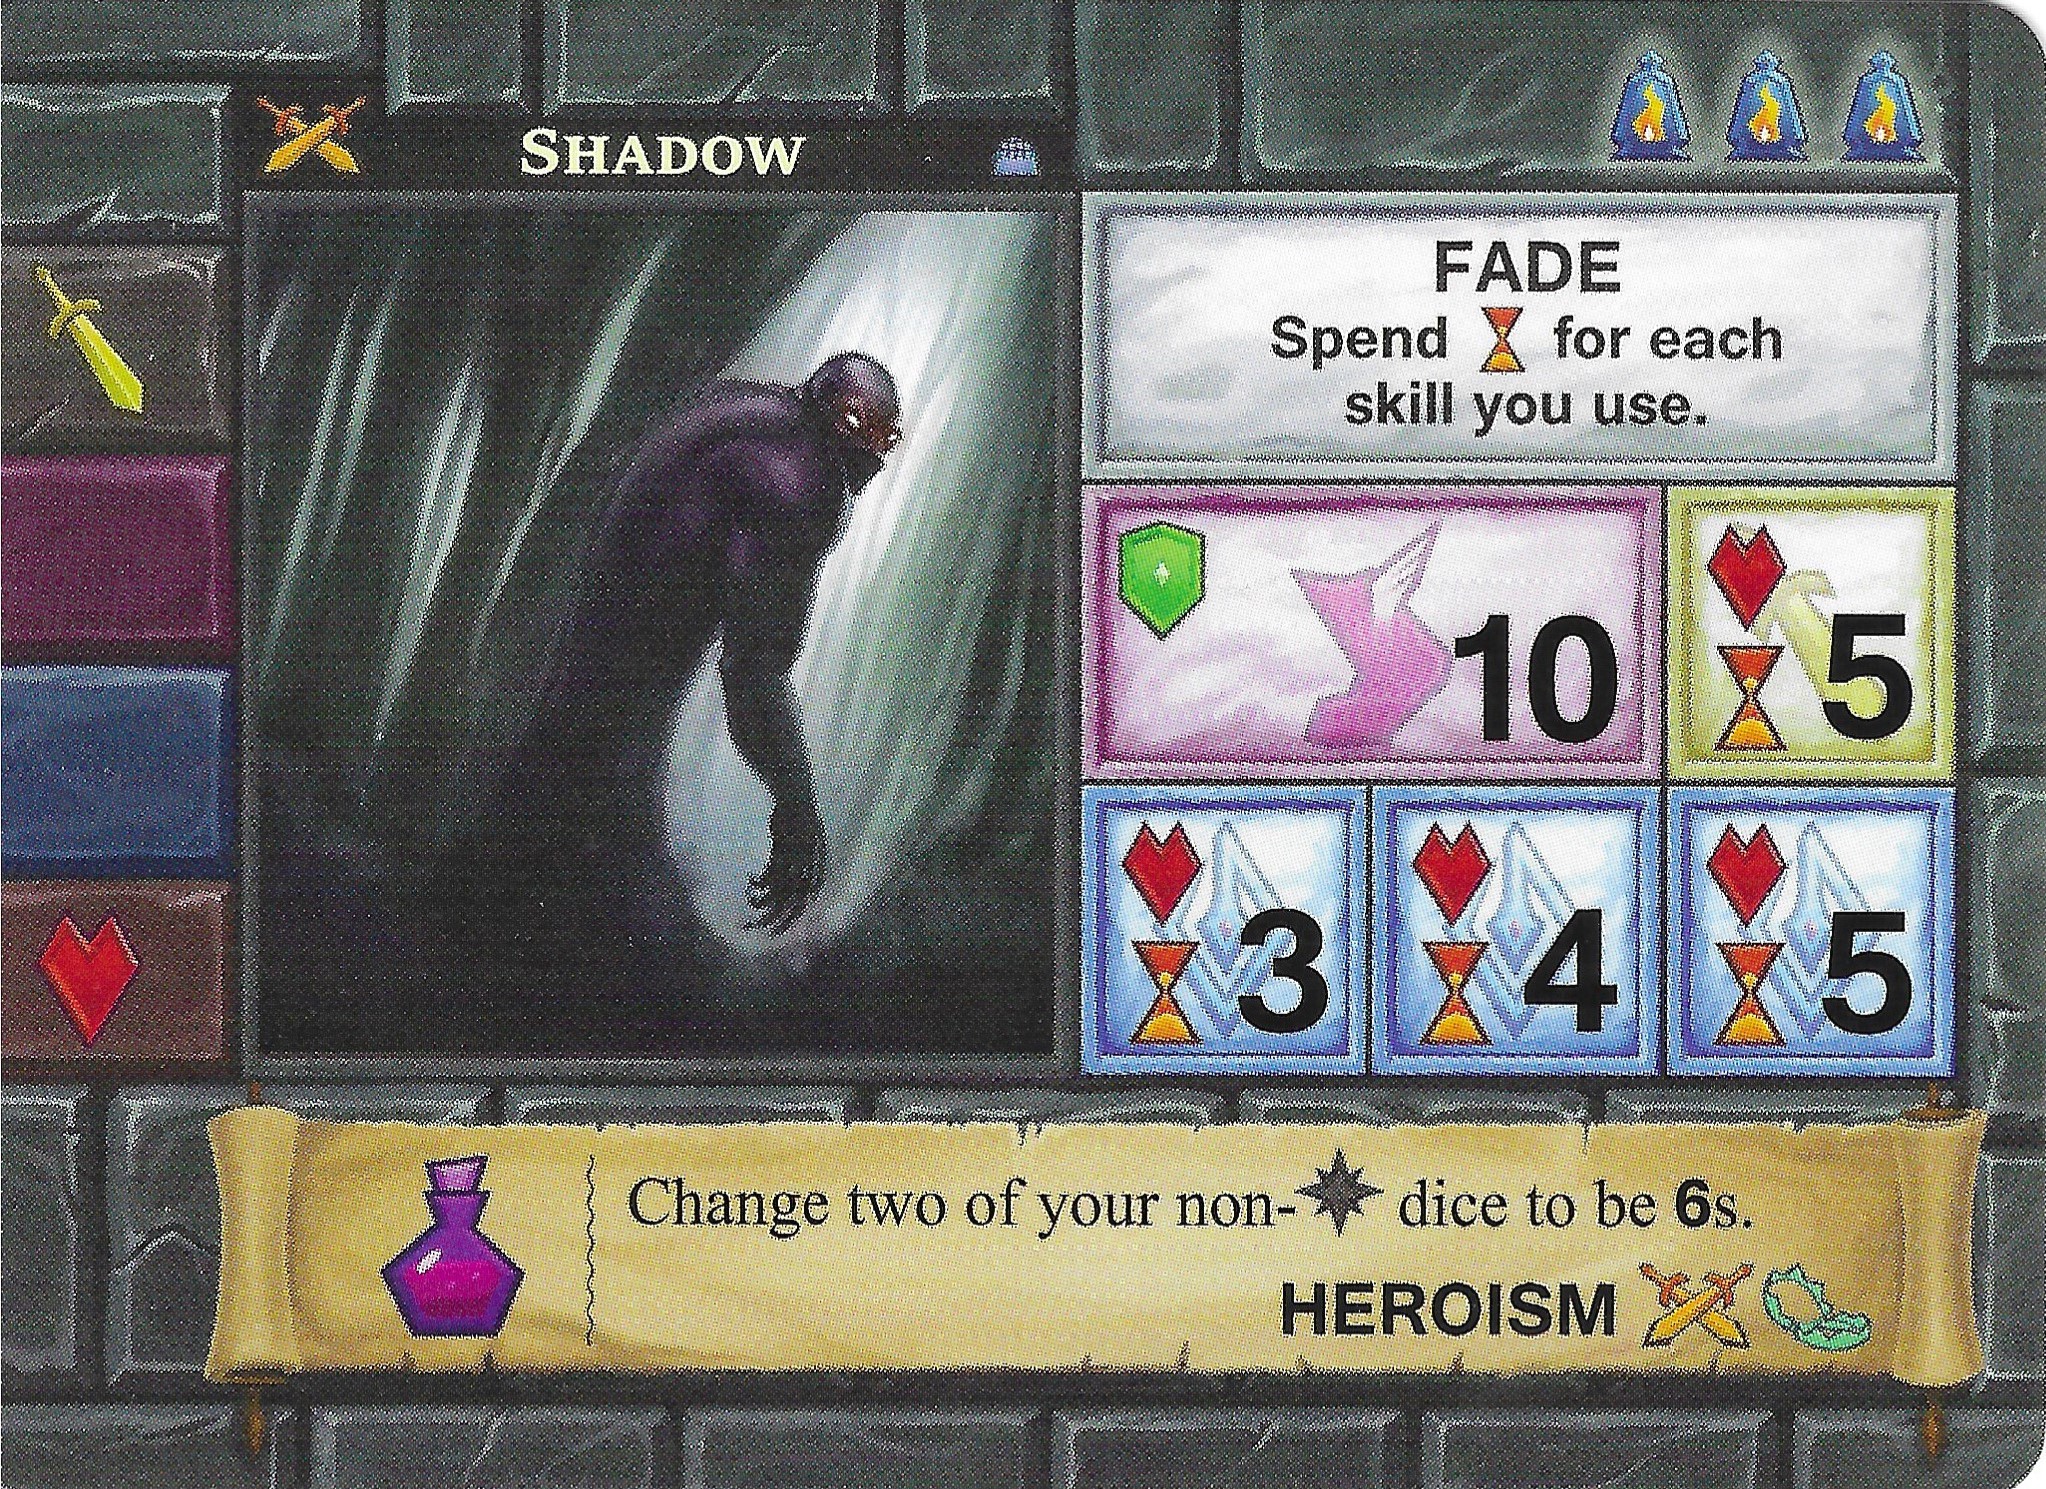 SHADOW
FADE
Spend for each
skill you use.
10
5
3
4
5
Change two of your non- dice to be 6s.
HEROISM